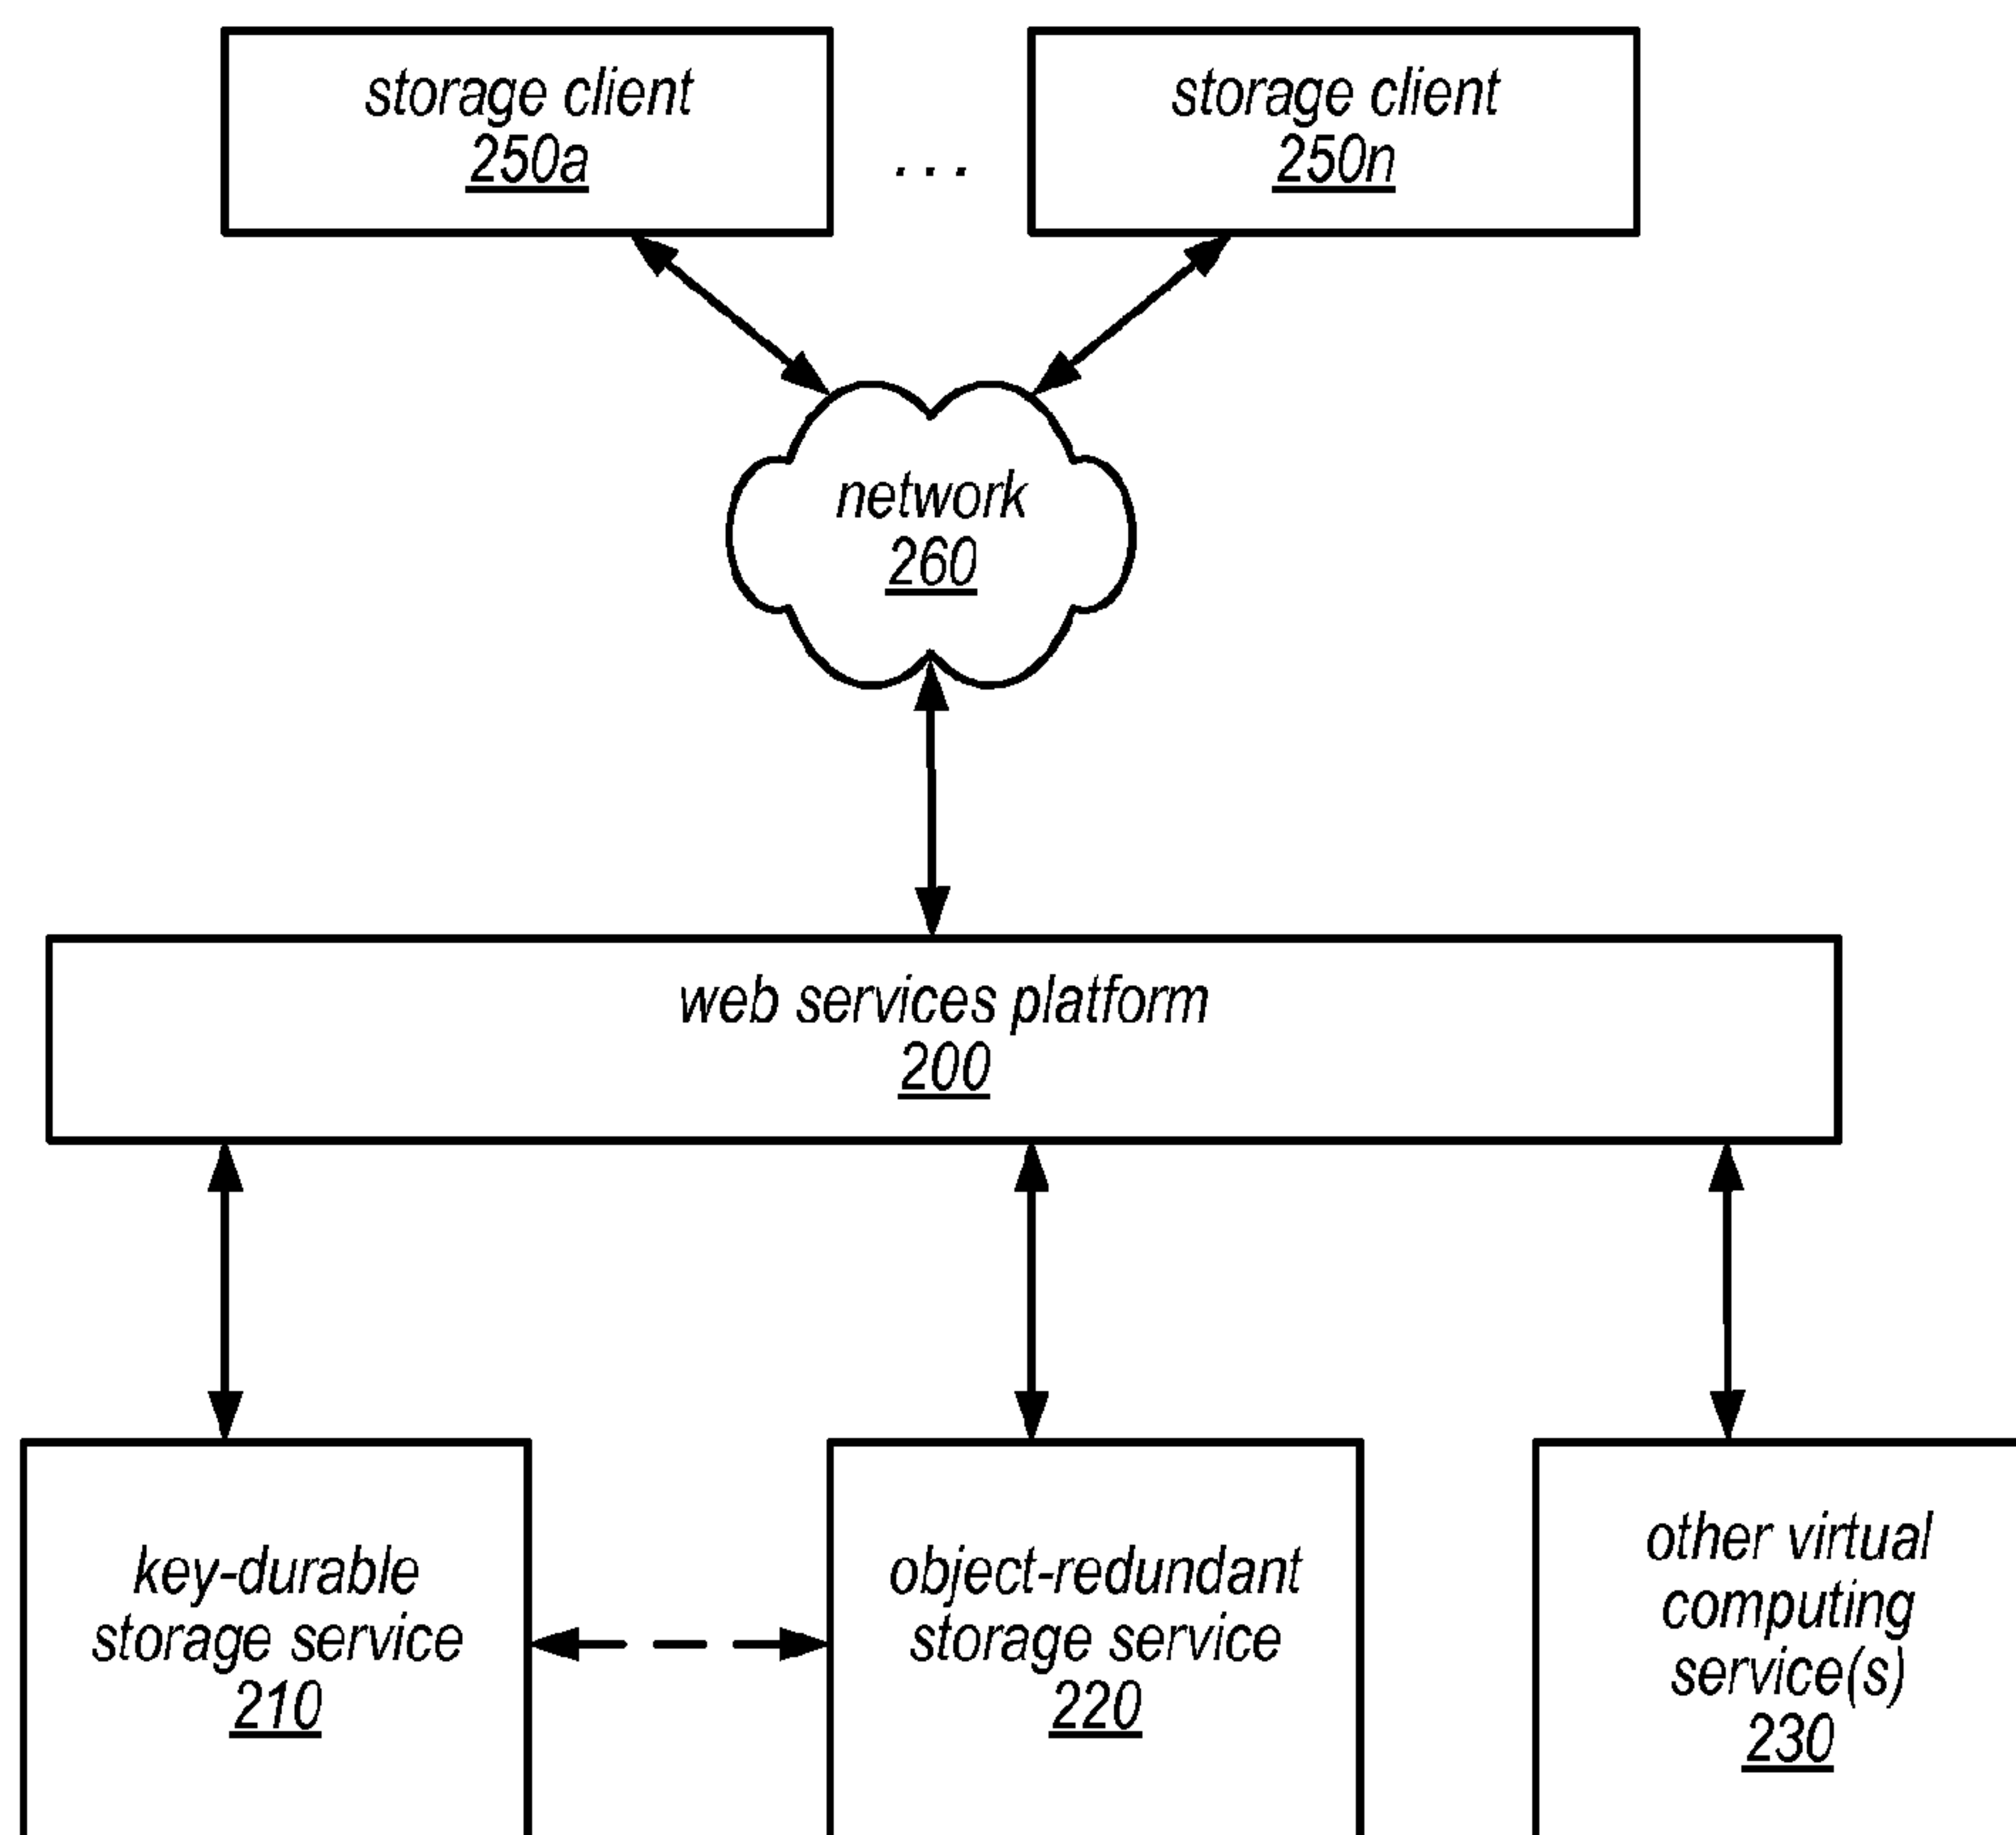 storage client
250a
. . .
storage client
250n
network
260
web services platform
200
key-durable
storage service
210
object-redundant
storage service
220
other virtual
computing
service(s)
230